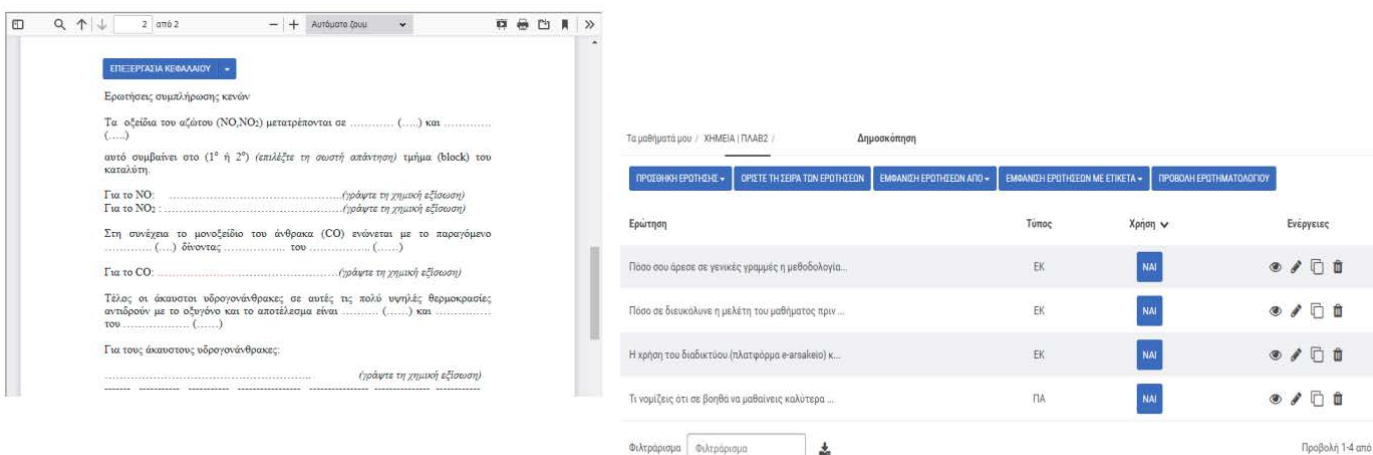 2 από 2 − + Αυτόματο ζουμ
ΕΠΕΞΕΡΓΑΣΙΑ ΚΕΦΑΛΑΙΟΥ
Ερωτήσεις συμπλήρωσης κενών
Τα οξείδια του αζώτου (NO,NO₂) μετατρέπονται σε ………… (…..) και ………….
(…..)
αυτό συμβαίνει στο (1° ή 2°) (επιλέξτε τη σωστή απάντηση) τμήμα (block) του
καταλύτη.
Για το NO: …………………………………………(γράψτε τη χημική εξίσωση)
Για το NO₂ : …………………………………………(γράψτε τη χημική εξίσωση)
Στη συνέχεια το μονοξείδιο του άνθρακα (CO) ενώνεται με το παραγόμενο
…………. (….) δίνοντας ……………. του ……………… (……)
Για το CO: …………………………………………(γράψτε τη χημική εξίσωση)
Τέλος οι άκαυστοι υδρογονάνθρακες σε αυτές τις πολύ υψηλές θερμοκρασίες
αντιδρούν με το οξυγόνο και το αποτέλεσμα είναι ………. (……) και ……………
του ……………… (……)
Για τους άκαυστους υδρογονάνθρακες:
……………………………………………….. (γράψτε τη χημική εξίσωση)
Τα μαθήματά μου / ΧΗΜΕΙΑ | ΠΛΑΒ2 / Δημοσκόπηση
ΠΡΟΣΘΗΚΗ ΕΡΩΤΗΣΗΣ ΟΡΙΣΤΕ ΤΗ ΣΕΙΡΑ ΤΩΝ ΕΡΩΤΗΣΕΩΝ ΕΜΦΑΝΙΣΗ ΕΡΩΤΗΣΕΩΝ ΑΠΟ ΕΜΦΑΝΙΣΗ ΕΡΩΤΗΣΕΩΝ ΜΕ ΕΤΙΚΕΤΑ ΠΡΟΒΟΛΗ ΕΡΩΤΗΜΑΤΟΛΟΓΙΟΥ
Ερώτηση Τύπος Χρήση Ενέργειες
Πόσο σου άρεσε σε γενικές γραμμές η μεθοδολογία... ΕΚ ΝΑΙ
Πόσο σε διευκόλυνε η μελέτη του μαθήματος πριν ... ΕΚ ΝΑΙ
Η χρήση του διαδικτύου (πλατφόρμα e-arsakeio) κ... ΕΚ ΝΑΙ
Τι νομίζεις ότι σε βοηθά να μαθαίνεις καλύτερα ... ΠΑ ΝΑΙ
Φιλτράρισμα Φιλτράρισμα Προβολή 1-4 από